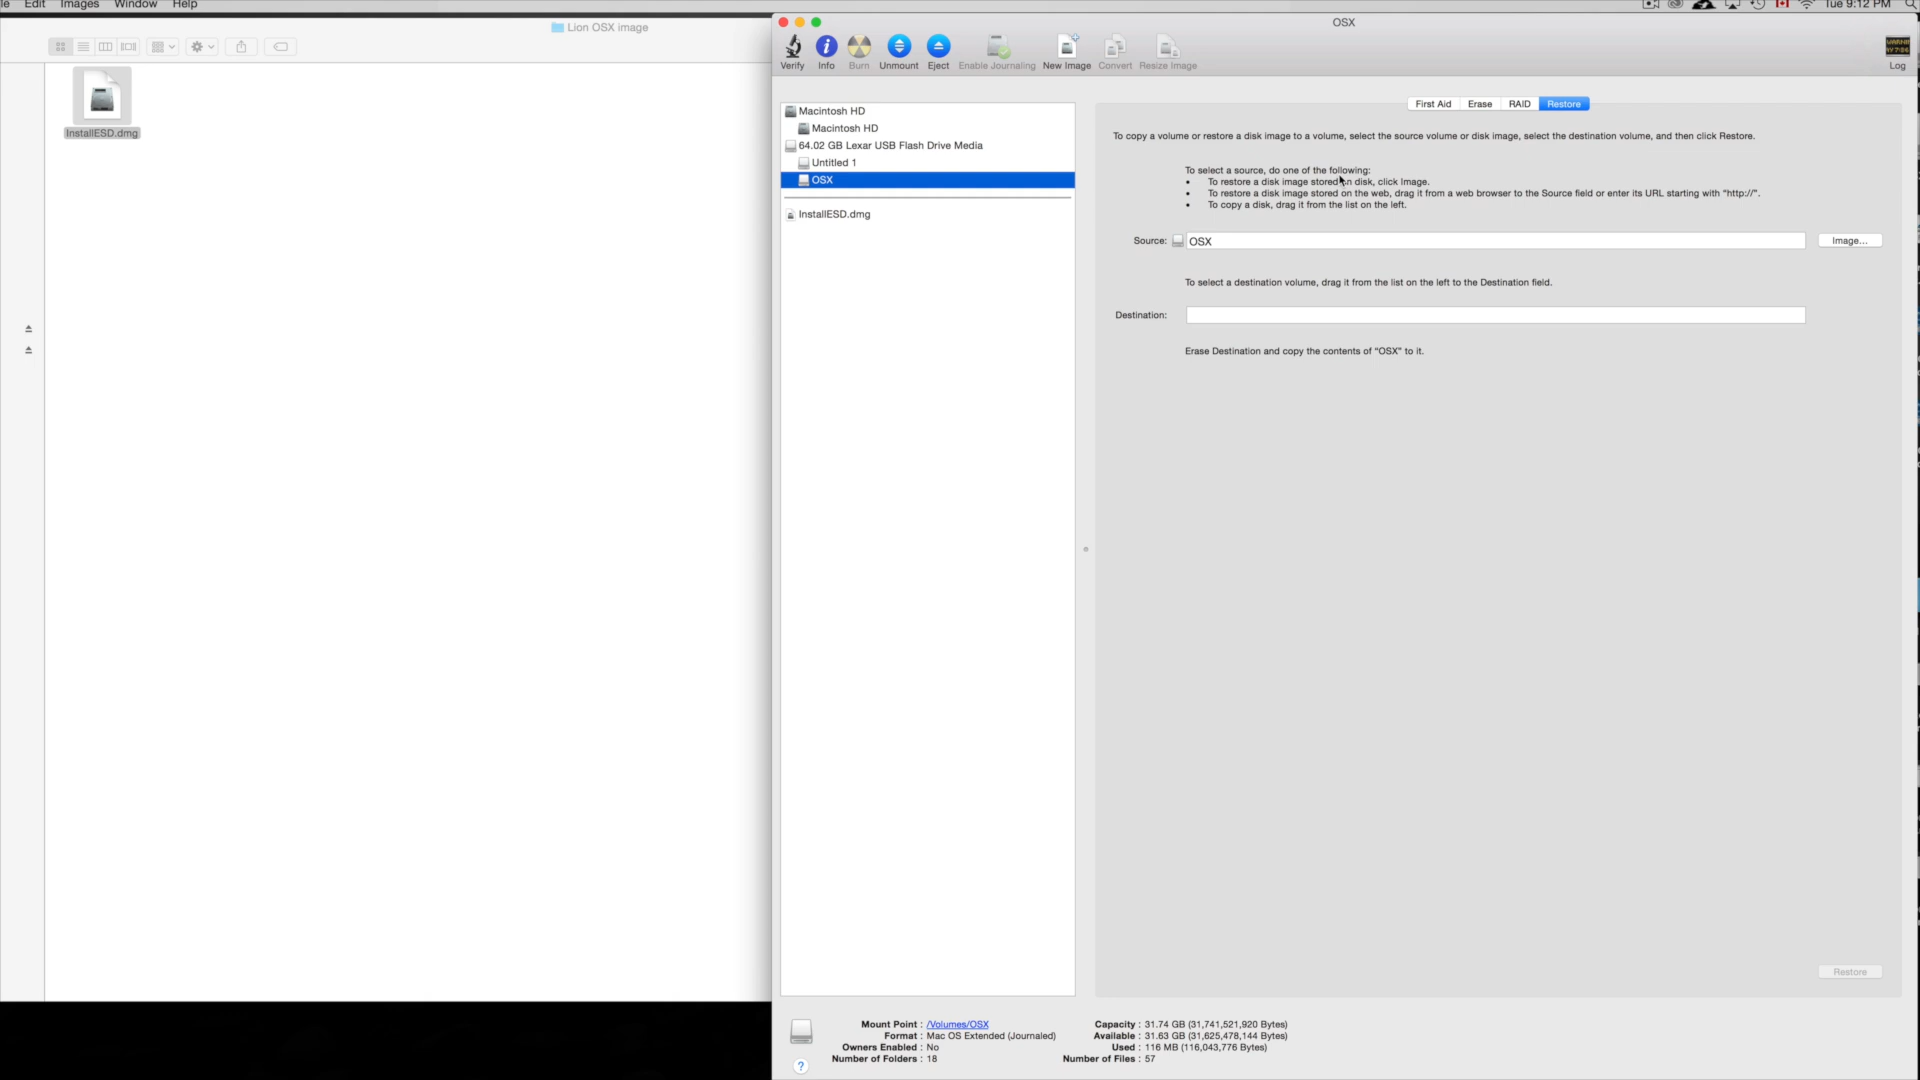 Edit Images Window Help
Tue 9:12 PM
Lion OSX image
InstallESD.dmg
OSX
Verify Info Burn Unmount Eject Enable Journaling New Image Convert Resize Image Log
Macintosh HD
Macintosh HD
64.02 GB Lexar USB Flash Drive Media
Untitled 1
OSX
InstallESD.dmg
First Aid Erase RAID Restore
To copy a volume or restore a disk image to a volume, select the source volume or disk image, select the destination volume, and then click Restore.
To select a source, do one of the following:
• To restore a disk image stored on disk, click Image.
• To restore a disk image stored on the web, drag it from a web browser to the Source field or enter its URL starting with "http://".
• To copy a disk, drag it from the list on the left.
Source: OSX Image...
To select a destination volume, drag it from the list on the left to the Destination field.
Destination:
Erase Destination and copy the contents of "OSX" to it.
Restore
Mount Point : /Volumes/OSX
Format : Mac OS Extended (Journaled)
Owners Enabled : No
Number of Folders : 18
Capacity : 31.74 GB (31,741,521,920 Bytes)
Available : 31.63 GB (31,625,478,144 Bytes)
Used : 116 MB (116,043,776 Bytes)
Number of Files : 57
?